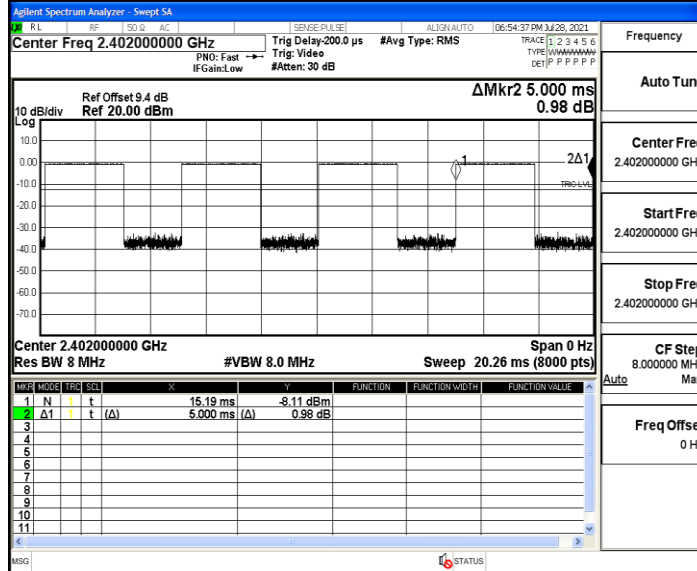 Agilent Spectrum Analyzer - Swept SA
RL RF 50 Ω AC SENSE:PULSE ALIGNAUTO 06:54:37 PM Jul 28, 2021
Center Freq 2.402000000 GHz
PNO: Fast
IFGain:Low
Trig Delay-200.0 µs
Trig: Video
#Atten: 30 dB
#Avg Type: RMS
TRACE 1 2 3 4 5 6
TYPE
DET P P P P P P
ΔMkr2 5.000 ms
0.98 dB
Ref Offset 9.4 dB
10 dB/div Ref 20.00 dBm
Log
10.0
0.00
-10.0
-20.0
-30.0
-40.0
-50.0
-60.0
-70.0
1
2Δ1
TRIG LVL
Center 2.402000000 GHz Span 0 Hz
Res BW 8 MHz #VBW 8.0 MHz Sweep 20.26 ms (8000 pts)
MKR MODE TRC SCL X Y FUNCTION FUNCTION WIDTH FUNCTION VALUE
1 N 1 t 15.19 ms -8.11 dBm
2 Δ1 1 t (Δ) 5.000 ms (Δ) 0.98 dB
3
4
5
6
7
8
9
10
11
MSG STATUS
Frequency
Auto Tun
Center Fre
2.402000000 GH
Start Fre
2.402000000 GH
Stop Fre
2.402000000 GH
CF Ste
8.000000 MH
Auto Ma
Freq Offse
0 H